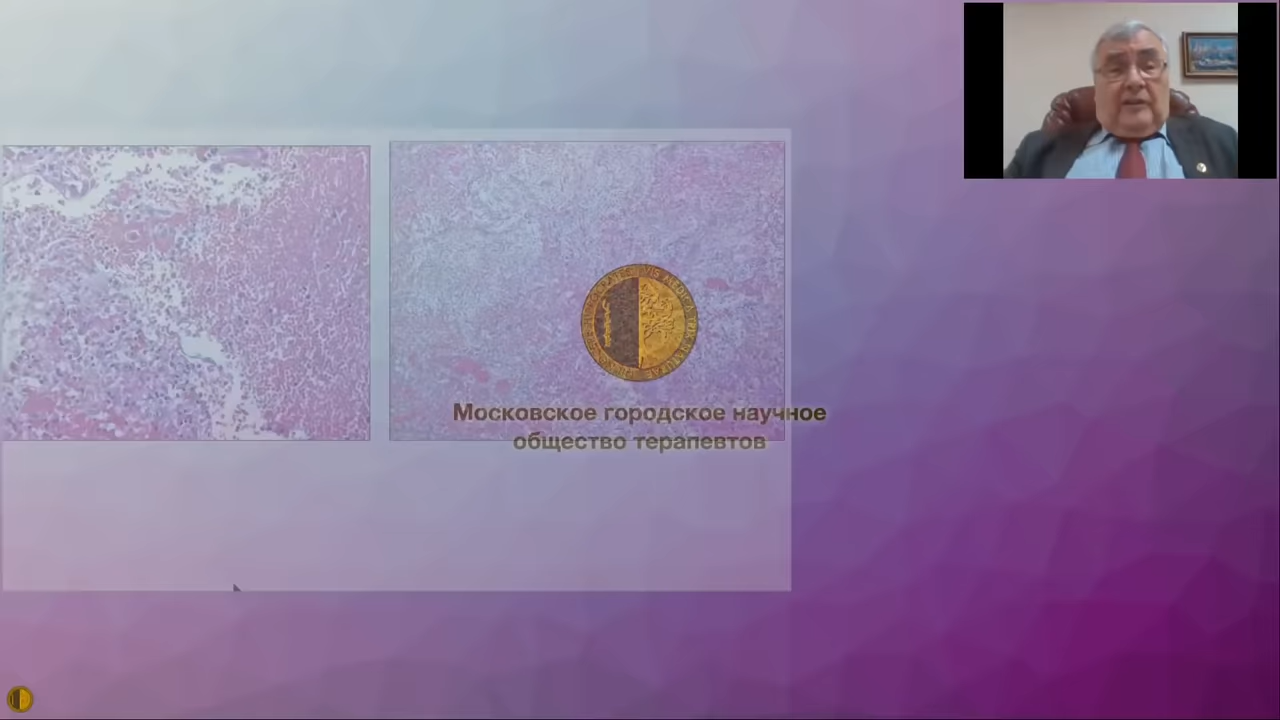 Московское городское научное
общество терапевтов